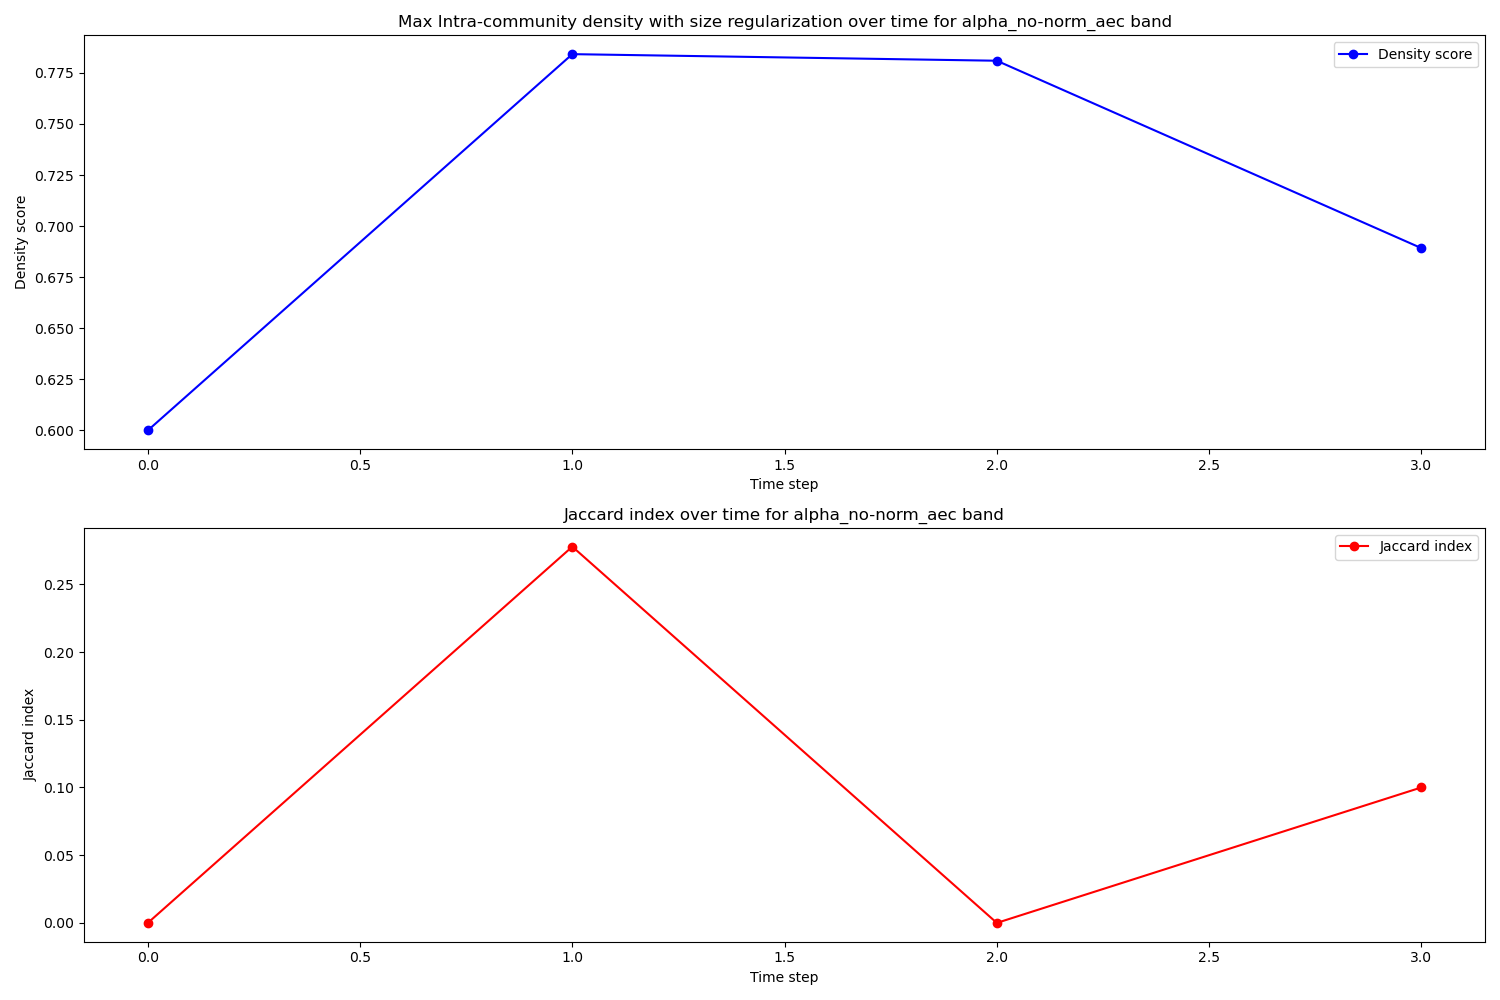 Max Intra-community density with size regularization over time for alpha_no-norm_aec band
Density score
0.775
0.750
0.725
0.700
0.675
0.650
0.625
0.600
Density score
0.0 0.5 1.0 1.5 2.0 2.5 3.0
Time step
Jaccard index over time for alpha_no-norm_aec band
Jaccard index
0.25
0.20
0.15
0.10
0.05
0.00
Jaccard index
0.0 0.5 1.0 1.5 2.0 2.5 3.0
Time step